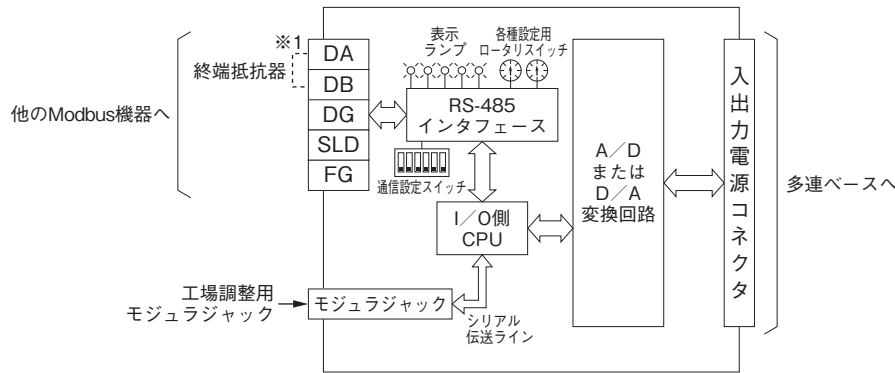 ※1
終端抵抗器
他のModbus機器へ
DA
DB
DG
SLD
FG
表示
ランプ
各種設定用
ロータリスイッチ
RS-485
インタフェース
通信設定スイッチ
I／O側
CPU
A／D
または
D／A
変換回路
入出力電源コネクタ
多連ベースへ
工場調整用
モジュラジャック
モジュラジャック
シリアル
伝送ライン